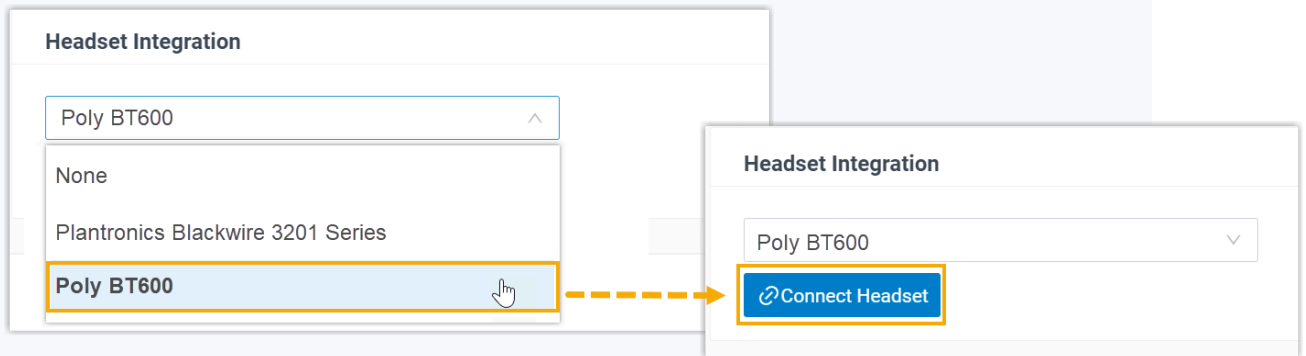 Headset Integration
Poly BT600
None
Plantronics Blackwire 3201 Series
Poly BT600
Headset Integration
Poly BT600
Connect Headset